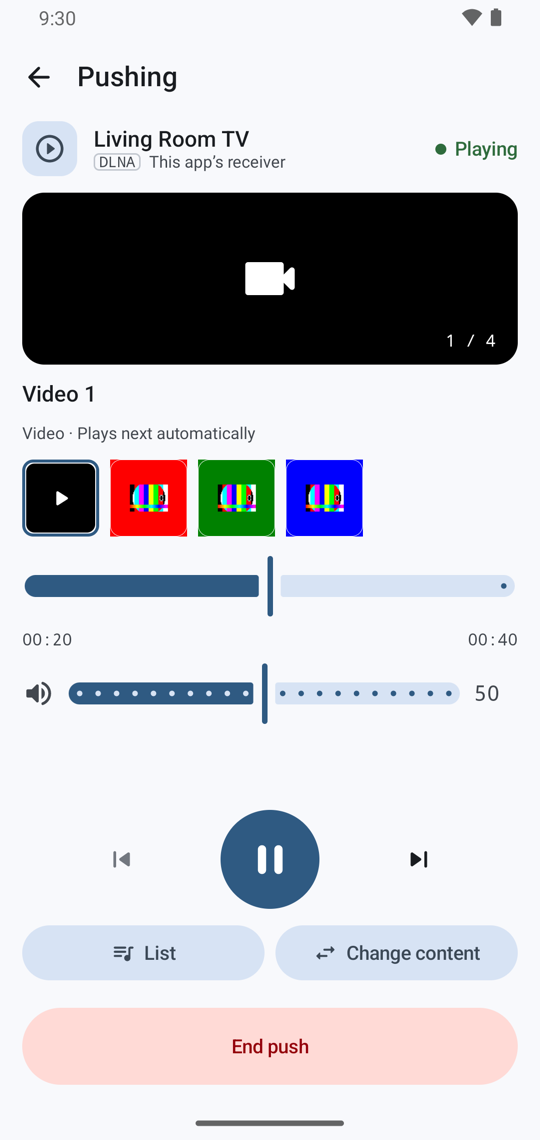 9:30
Pushing
Living Room TV
DLNA This app’s receiver
Playing
1 / 4
Video 1
Video · Plays next automatically
00:20
00:40
50
List
Change content
End push